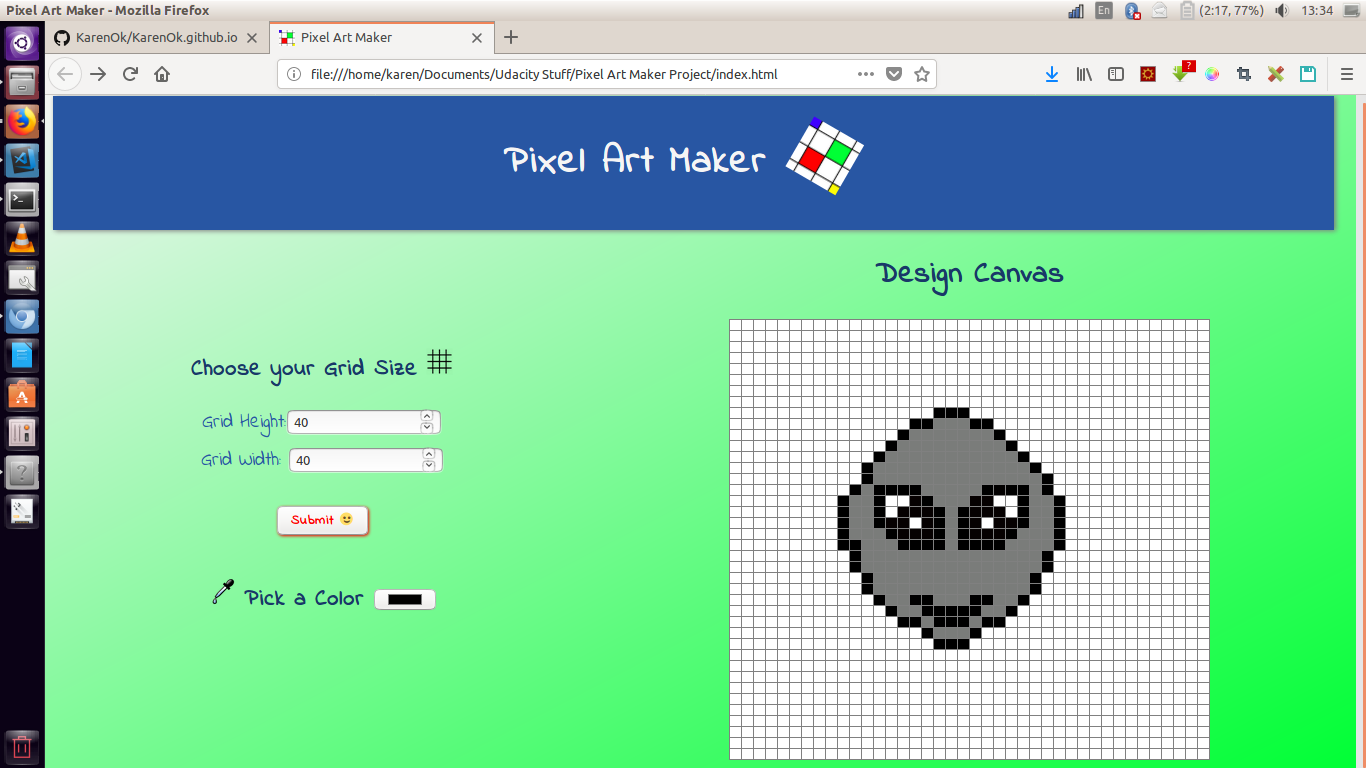 Pixel Art Maker - Mozilla Firefox
En
(2:17, 77%)
13:34
KarenOk/KarenOk.github.io
Pixel Art Maker
file:///home/karen/Documents/Udacity Stuff/Pixel Art Maker Project/index.html
?
Pixel Art Maker
Design Canvas
Choose your Grid Size
Grid Height:
40
Grid Width:
40
Submit 🙂
Pick a Color